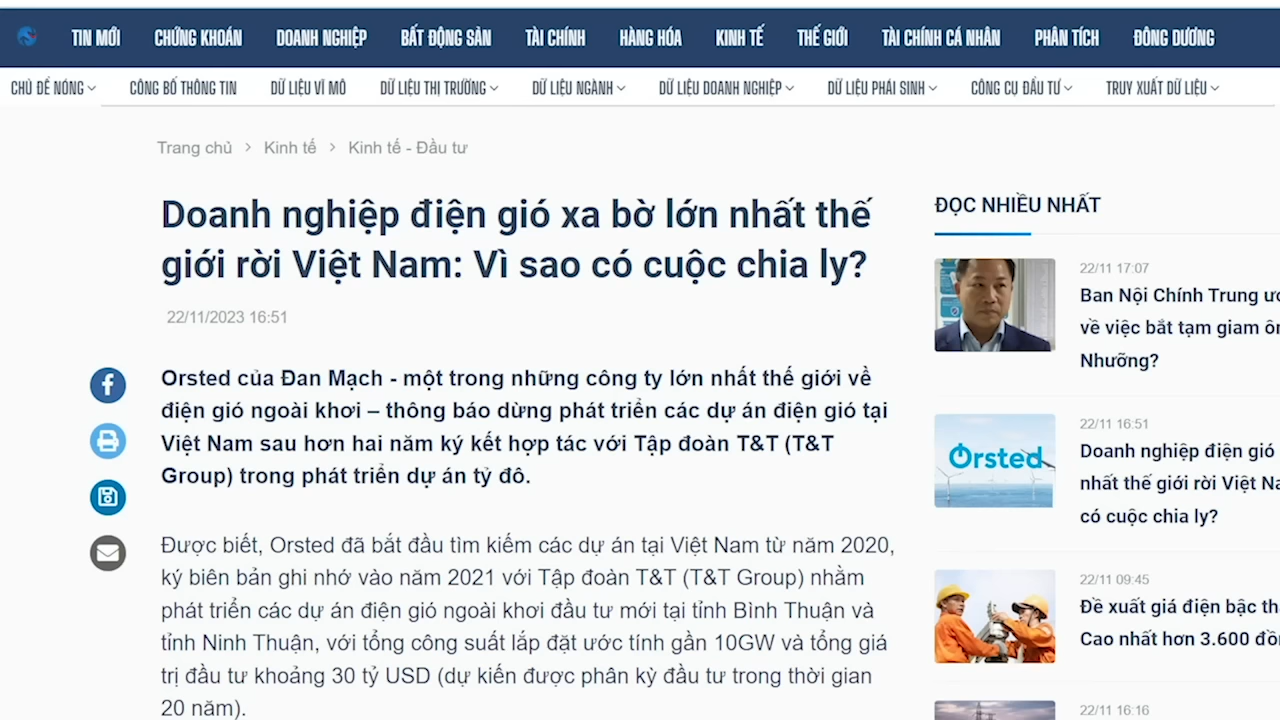 TIN MỚI CHỨNG KHOÁN DOANH NGHIỆP BẤT ĐỘNG SẢN TÀI CHÍNH HÀNG HÓA KINH TẾ THẾ GIỚI TÀI CHÍNH CÁ NHÂN PHÂN TÍCH ĐÔNG DƯƠNG
CHỦ ĐỀ NÓNG CÔNG BỐ THÔNG TIN DỮ LIỆU VĨ MÔ DỮ LIỆU THỊ TRƯỜNG DỮ LIỆU NGÀNH DỮ LIỆU DOANH NGHIỆP DỮ LIỆU PHÁI SINH CÔNG CỤ ĐẦU TƯ TRUY XUẤT DỮ LIỆU
Trang chủ > Kinh tế > Kinh tế - Đầu tư
Doanh nghiệp điện gió xa bờ lớn nhất thế
giới rời Việt Nam: Vì sao có cuộc chia ly?
22/11/2023 16:51
Orsted của Đan Mạch - một trong những công ty lớn nhất thế giới về
điện gió ngoài khơi – thông báo dừng phát triển các dự án điện gió tại
Việt Nam sau hơn hai năm ký kết hợp tác với Tập đoàn T&T (T&T
Group) trong phát triển dự án tỷ đô.
Được biết, Orsted đã bắt đầu tìm kiếm các dự án tại Việt Nam từ năm 2020,
ký biên bản ghi nhớ vào năm 2021 với Tập đoàn T&T (T&T Group) nhằm
phát triển các dự án điện gió ngoài khơi đầu tư mới tại tỉnh Bình Thuận và
tỉnh Ninh Thuận, với tổng công suất lắp đặt ước tính gần 10GW và tổng giá
trị đầu tư khoảng 30 tỷ USD (dự kiến được phân kỳ đầu tư trong thời gian
20 năm).
ĐỌC NHIỀU NHẤT
22/11 17:07
Ban Nội Chính Trung ươ
về việc bắt tạm giam ôn
Nhưỡng?
Orsted
22/11 16:51
Doanh nghiệp điện gió
nhất thế giới rời Việt Na
có cuộc chia ly?
22/11 09:45
Đề xuất giá điện bậc th
Cao nhất hơn 3.600 đồn
22/11 16:16